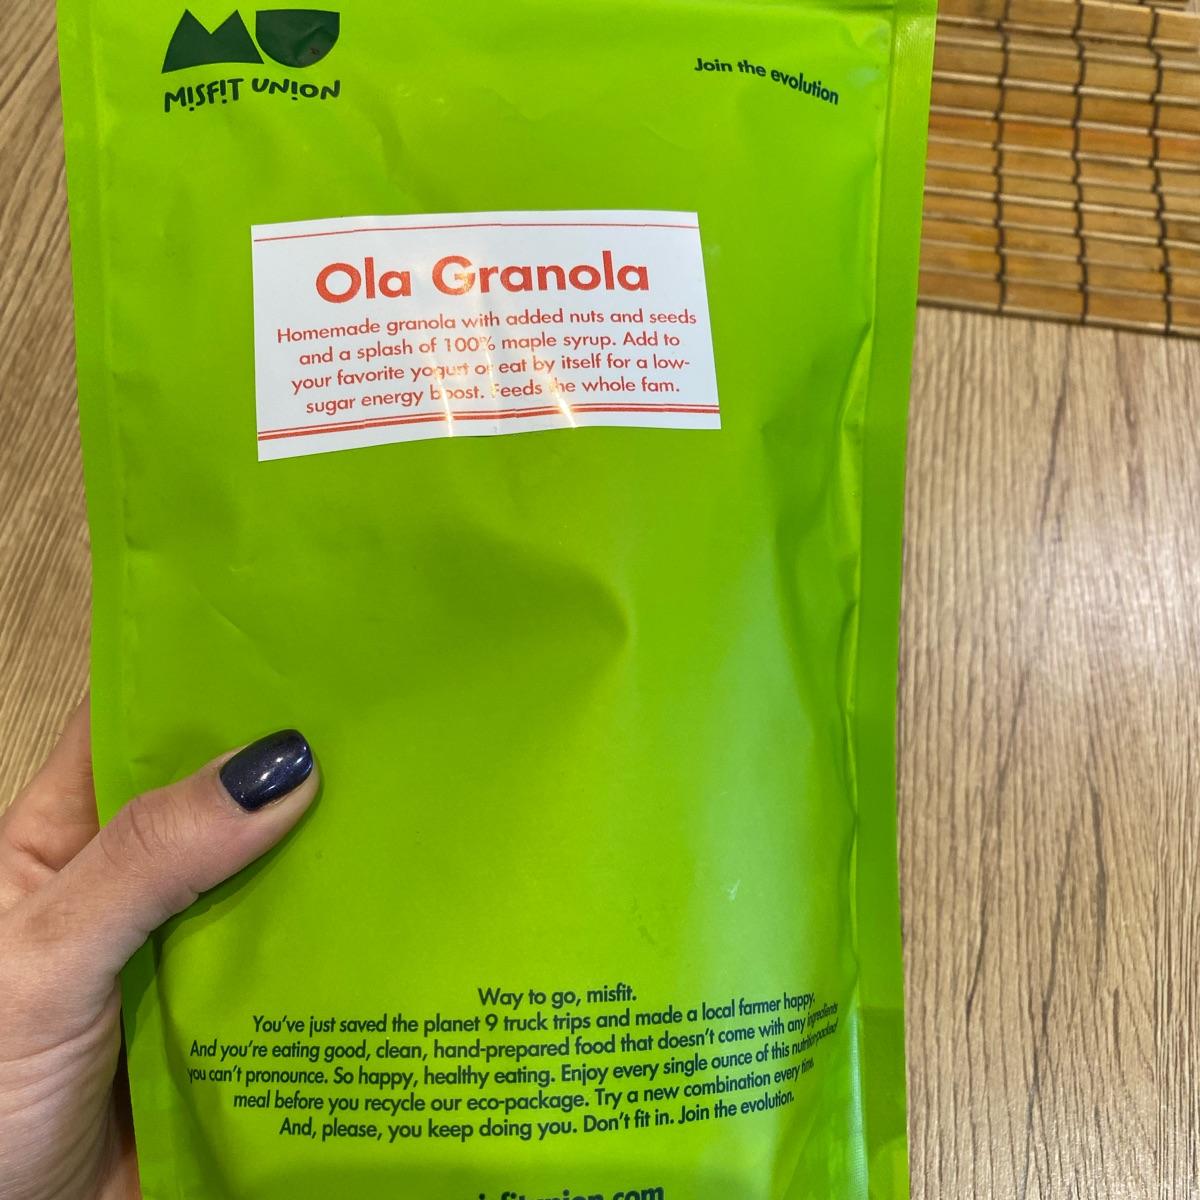 MU
MISFIT UNION
Join the evolution
Ola Granola
Homemade granola with added nuts and seeds
and a splash of 100% maple syrup. Add to
your favorite yogurt or eat by itself for a low-
sugar energy boost. Feeds the whole fam.
Way to go, misfit.
You've just saved the planet 9 truck trips and made a local farmer happy.
And you're eating good, clean, hand-prepared food that doesn't come with any ingredients
you can't pronounce. So happy, healthy eating. Enjoy every single ounce of this nutrition-packed
meal before you recycle our eco-package. Try a new combination every time.
And, please, you keep doing you. Don't fit in. Join the evolution.
misfitunion.com